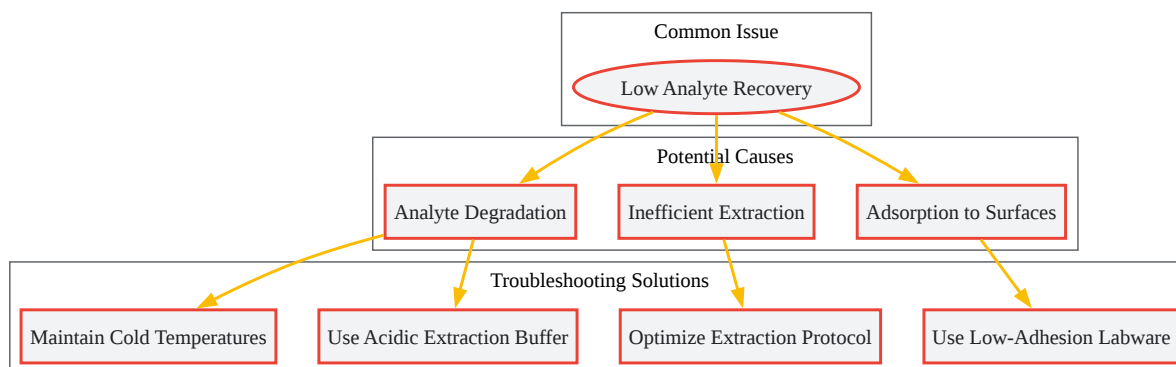 Common Issue
Low Analyte Recovery
Potential Causes
Analyte Degradation
Inefficient Extraction
Adsorption to Surfaces
Troubleshooting Solutions
Maintain Cold Temperatures
Use Acidic Extraction Buffer
Optimize Extraction Protocol
Use Low-Adhesion Labware